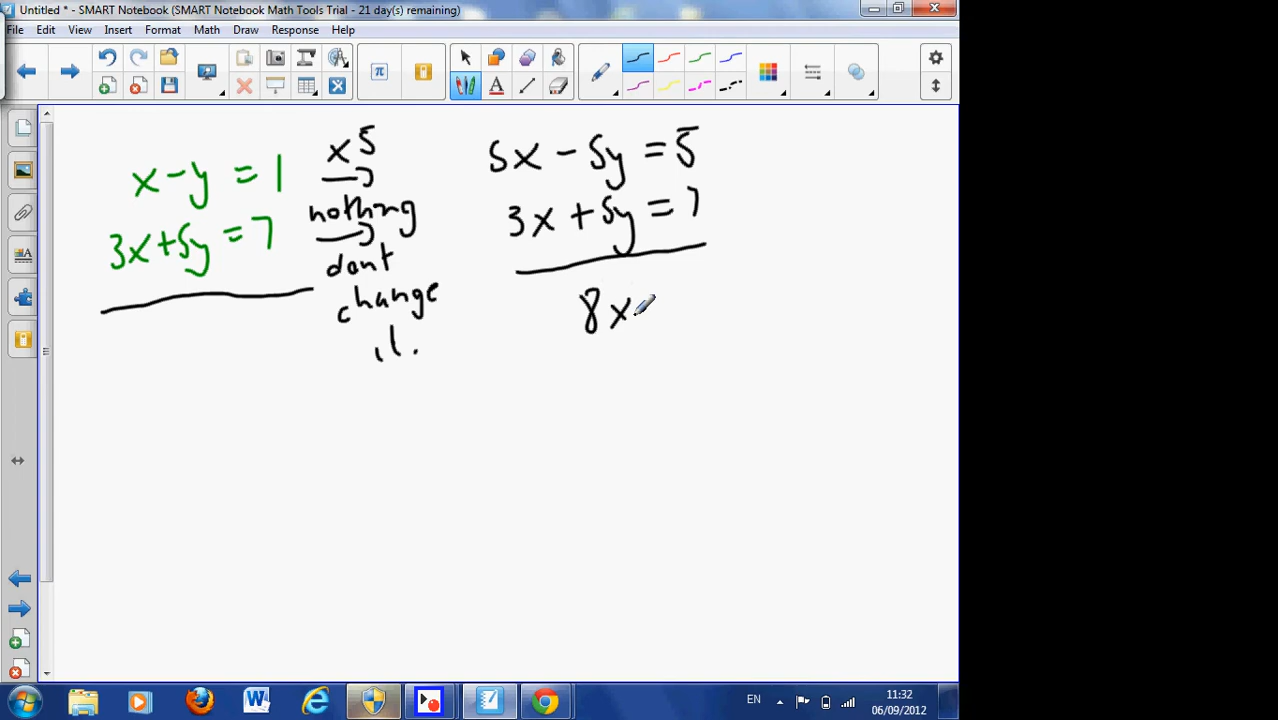 Untitled * - SMART Notebook (SMART Notebook Math Tools Trial - 21 day(s) remaining)
File Edit View Insert Format Math Draw Response Help
x - y = 1
3x + 5y = 7
x 5
nothing
dont
change
it.
5x - 5y = 5
3x + 5y = 7
8x
EN
11:32
06/09/2012